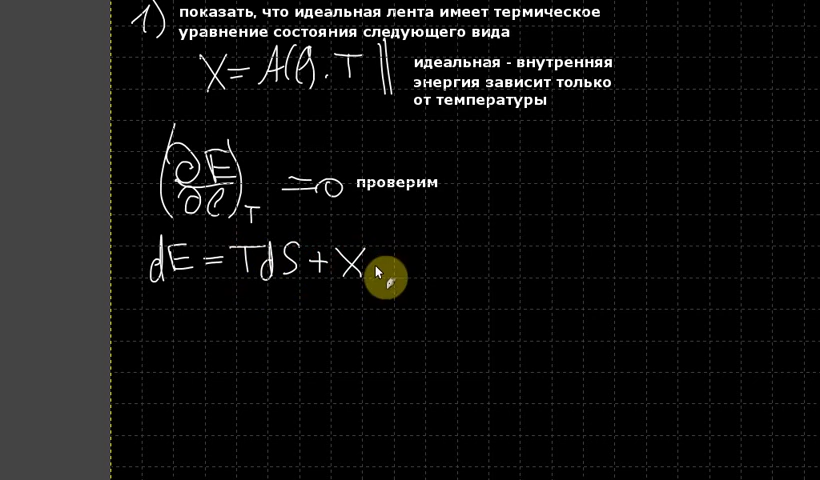 1) показать, что идеальная лента имеет термическое
уравнение состояния следующего вида
X = A(ℓ) · T ||
идеальная - внутренняя
энергия зависит только
от температуры
(∂E/∂ℓ)_T = 0 проверим
dE = TdS + X